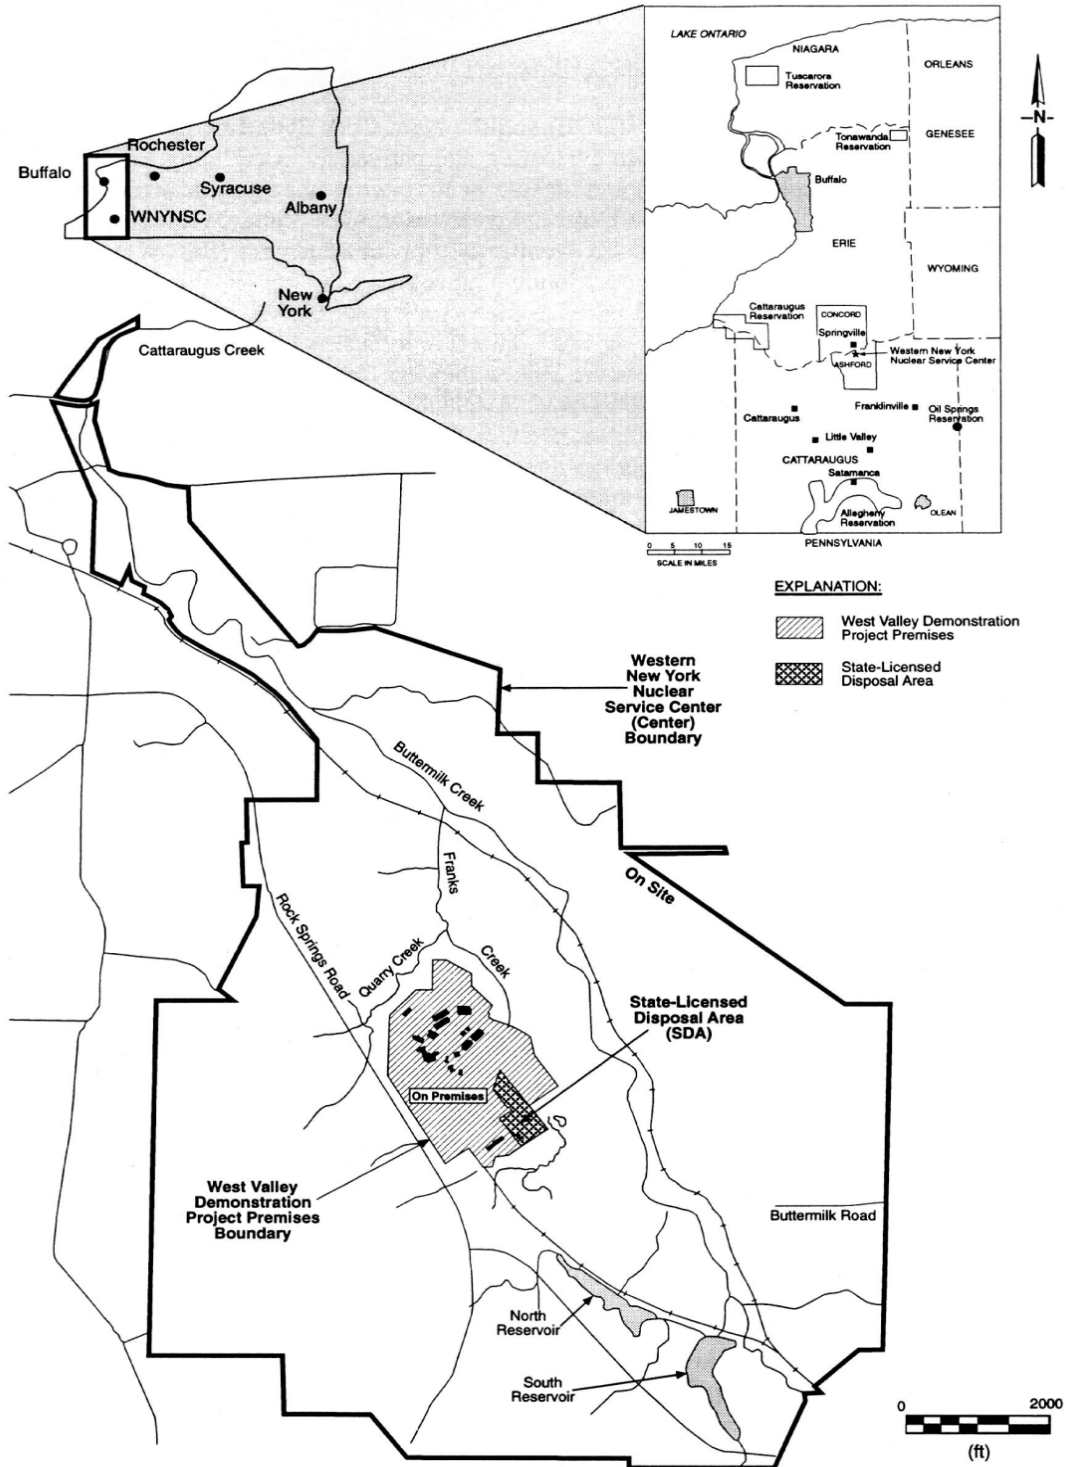 LAKE ONTARIO
NIAGARA
Tuscarora
Reservation
ORLEANS
Tonawanda
Reservation
GENESEE
-N-
Buffalo
ERIE
WYOMING
Cattaraugus
Reservation
CONCORD
Springville
ASHFORD
Western New York
Nuclear Service Center
Cattaraugus
Franklinville
Oil Springs
Reservation
Little Valley
CATTARAUGUS
Satamanca
Allegheny
Reservation
JAMESTOWN
OLEAN
PENNSYLVANIA
0 5 10 15
SCALE IN MILES
Rochester
Buffalo
Syracuse
WNYNSC
Albany
New
York
Cattaraugus Creek
EXPLANATION:
West Valley Demonstration
Project Premises
State-Licensed
Disposal Area
Western
New York
Nuclear
Service Center
(Center)
Boundary
Buttermilk Creek
Franks
Creek
On Site
Rock Springs Road
Quarry Creek
State-Licensed
Disposal Area
(SDA)
On Premises
West Valley
Demonstration
Project Premises
Boundary
Buttermilk Road
North
Reservoir
South
Reservoir
0 2000
(ft)